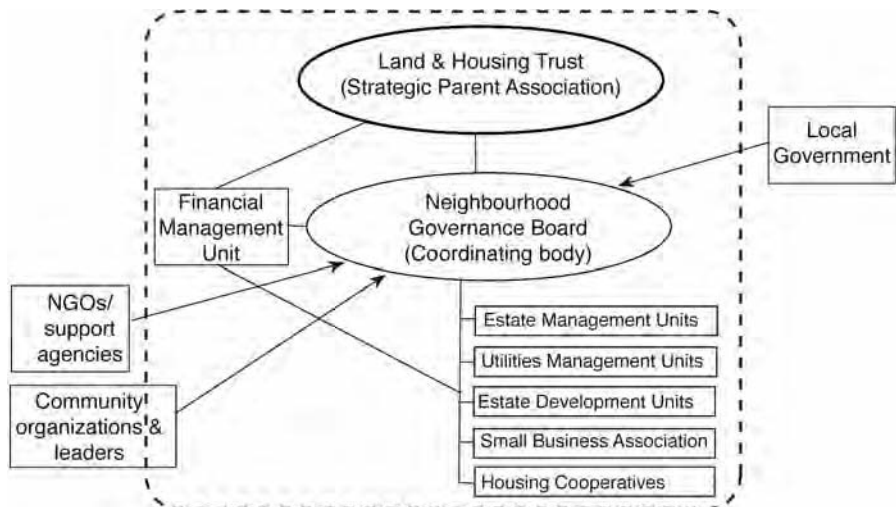 Land & Housing Trust
(Strategic Parent Association)
Local
Government
Neighbourhood
Governance Board
(Coordinating body)
Financial
Management
Unit
NGOs/
support
agencies
Community
organizations &
leaders
Estate Management Units
Utilities Management Units
Estate Development Units
Small Business Association
Housing Cooperatives